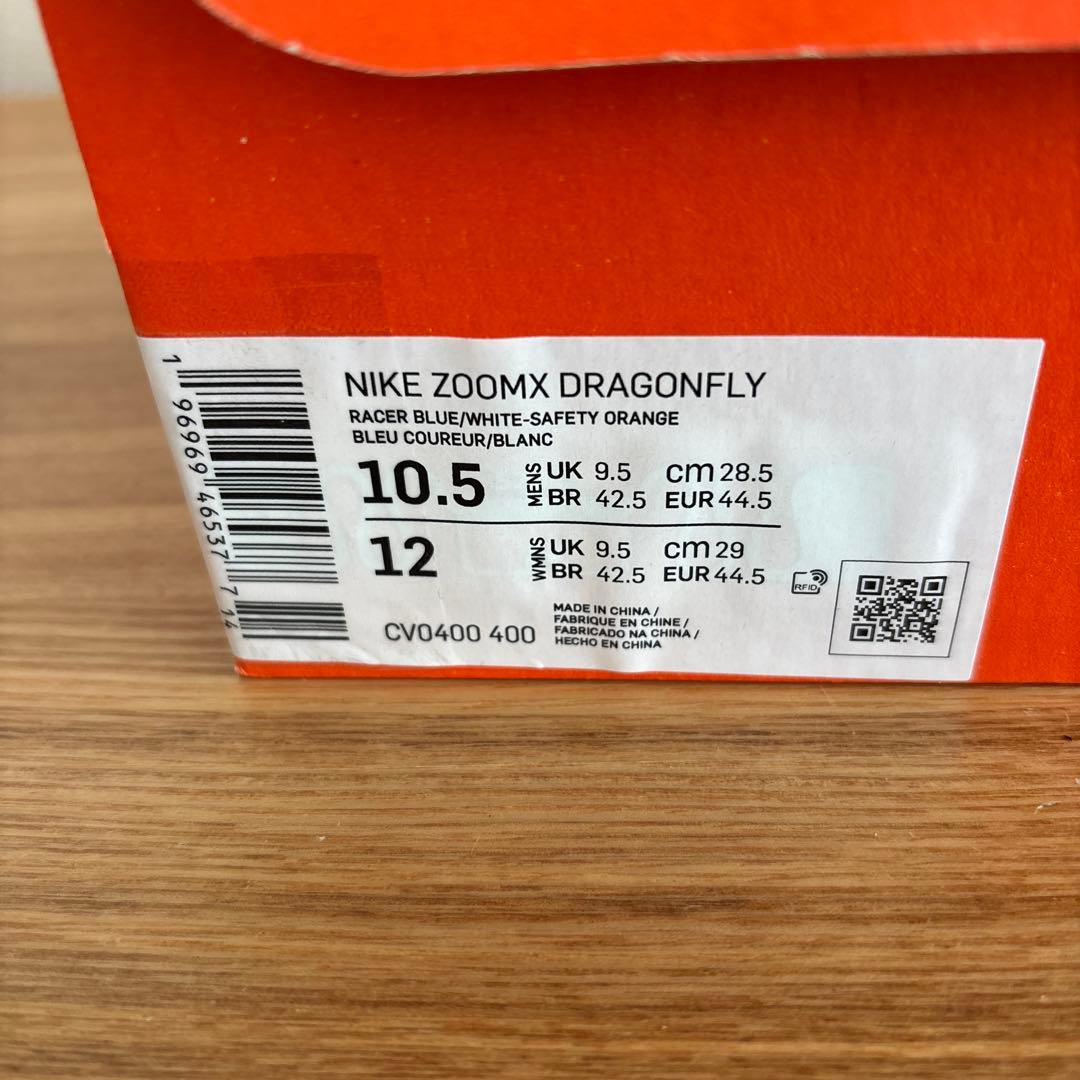 NIKE ZOOMX DRAGONFLY
RACER BLUE/WHITE-SAFETY ORANGE
BLEU COUREUR/BLANC
10.5 MENS UK 9.5 cm 28.5
BR 42.5 EUR 44.5
12 WMNS UK 9.5 cm 29
BR 42.5 EUR 44.5
RFID
CV0400 400
MADE IN CHINA /
FABRIQUE EN CHINE /
FABRICADO NA CHINA /
HECHO EN CHINA
1 96969 46537 7 14